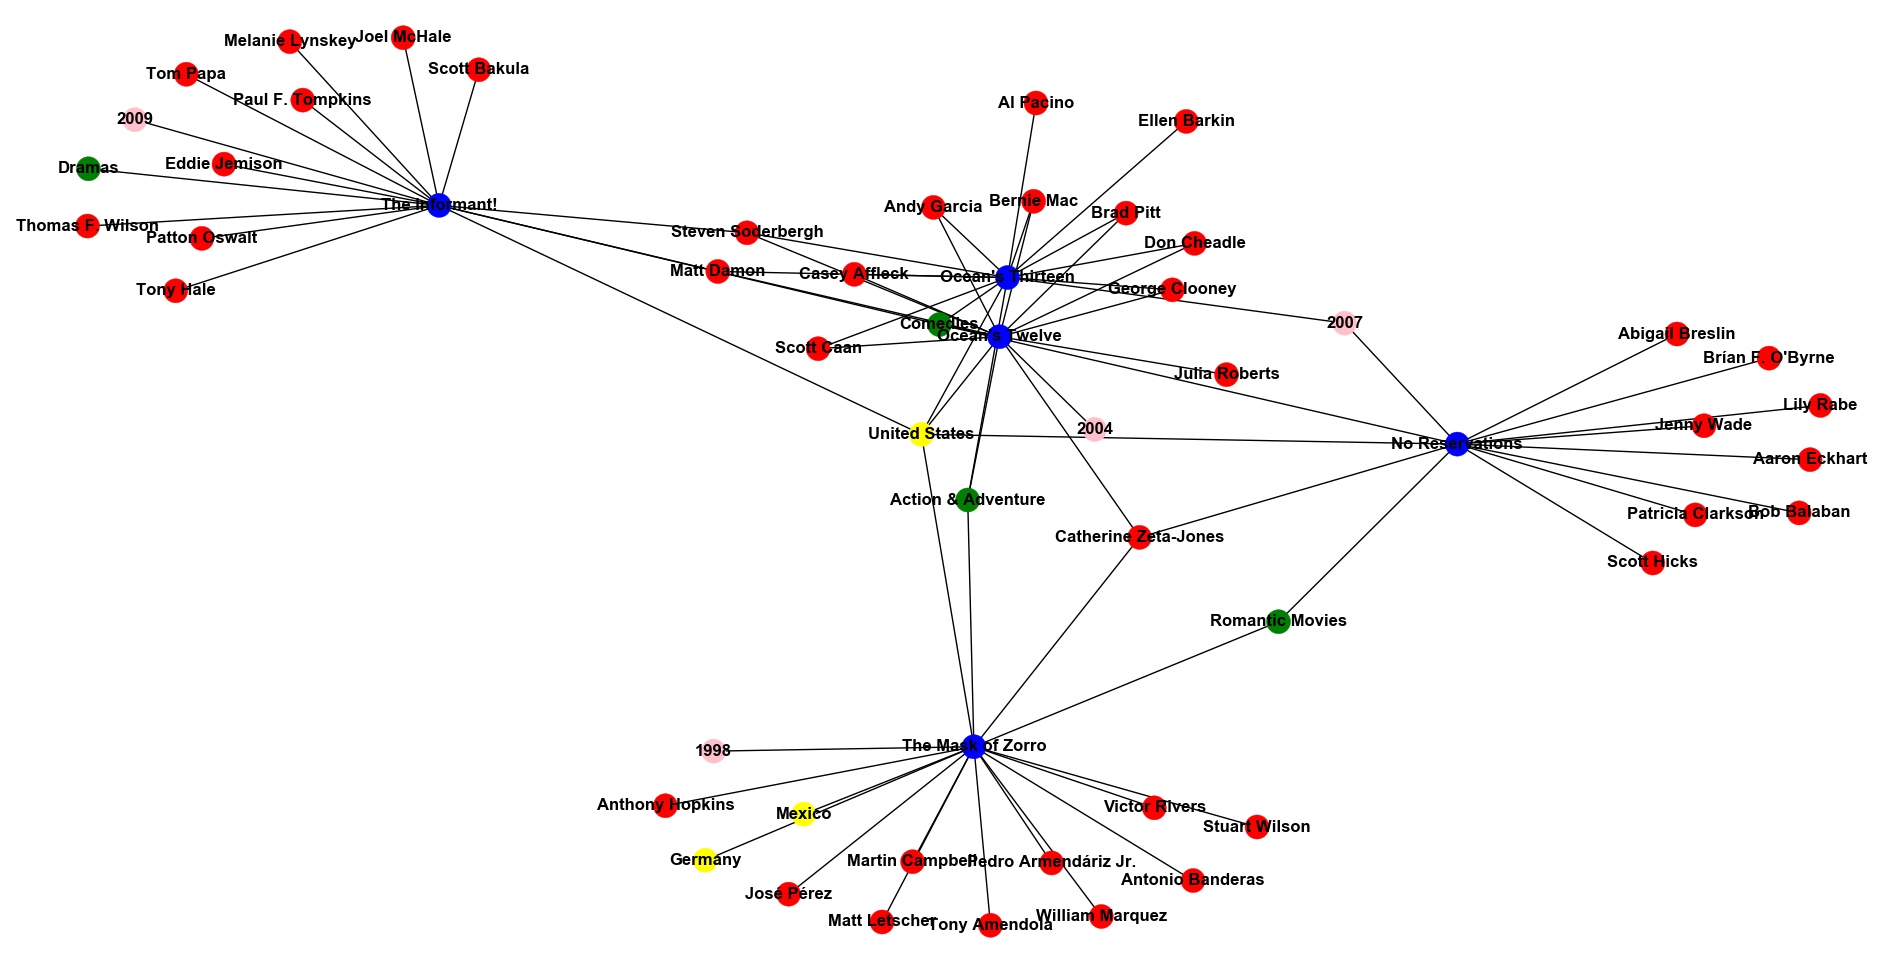 Joel McHale
Melanie Lynskey
Scott Bakula
Tom Papa
Paul F. Tompkins
Al Pacino
2009
Ellen Barkin
Eddie Jemison
Dramas
Bernie Mac
The Informant!
Andy Garcia
Brad Pitt
Thomas F. Wilson
Steven Soderbergh
Patton Oswalt
Don Cheadle
Matt Damon
Casey Affleck
Ocean's Thirteen
Tony Hale
George Clooney
Comedies
2007
Ocean's Twelve
Abigail Breslin
Scott Caan
Brían F. O'Byrne
Julia Roberts
Lily Rabe
Jenny Wade
2004
United States
No Reservations
Aaron Eckhart
Action & Adventure
Bob Balaban
Patricia Clarkson
Catherine Zeta-Jones
Scott Hicks
Romantic Movies
The Mask of Zorro
1998
Anthony Hopkins
Victor Rivers
Mexico
Stuart Wilson
Germany
Martin Campbell
Pedro Armendáriz Jr.
Antonio Banderas
José Pérez
William Marquez
Matt Letscher
Tony Amendola